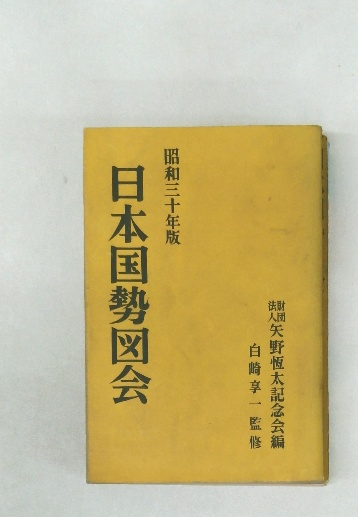 財団法人矢野恆太記念会編
白崎享一監修
昭和三十年版
日本国勢図会